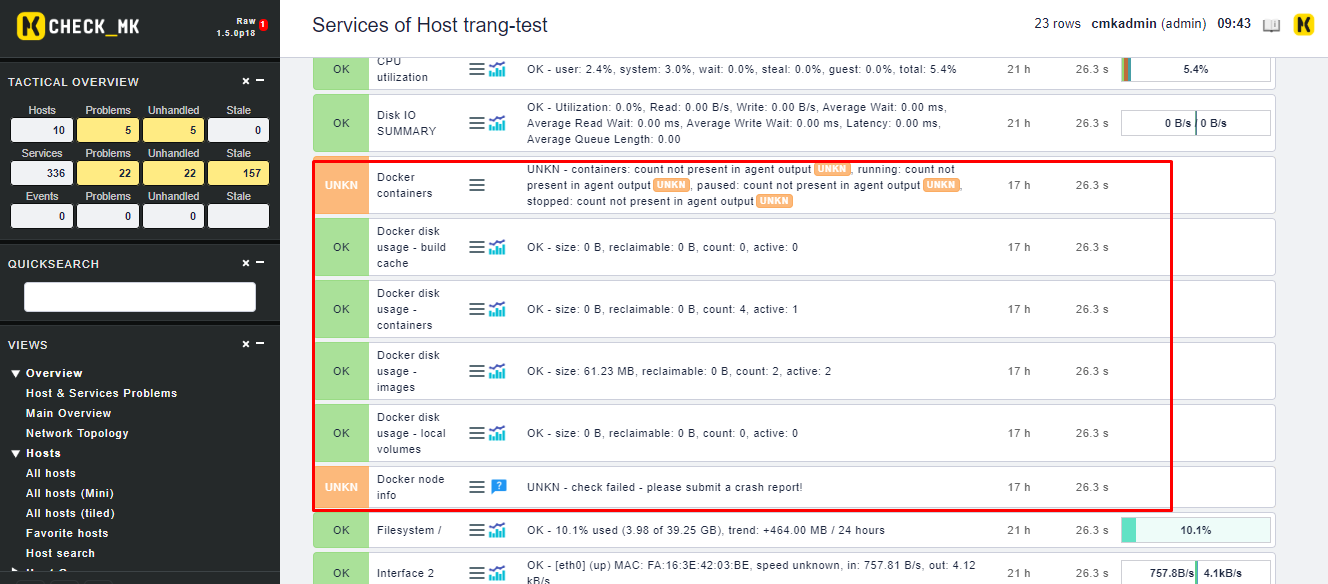 CHECK_MK
Raw 1
1.5.0p18
Services of Host trang-test
23 rows cmkadmin (admin) 09:43
TACTICAL OVERVIEW
Hosts Problems Unhandled Stale
10 5 5 0
Services Problems Unhandled Stale
336 22 22 157
Events Problems Unhandled Stale
0 0 0
QUICKSEARCH
VIEWS
Overview
Host & Services Problems
Main Overview
Network Topology
Hosts
All hosts
All hosts (Mini)
All hosts (tiled)
Favorite hosts
Host search
OK
CPU
utilization
OK - user: 2.4%, system: 3.0%, wait: 0.0%, steal: 0.0%, guest: 0.0%, total: 5.4%
21 h
26.3 s
5.4%
OK
Disk IO
SUMMARY
OK - Utilization: 0.0%, Read: 0.00 B/s, Write: 0.00 B/s, Average Wait: 0.00 ms,
Average Read Wait: 0.00 ms, Average Write Wait: 0.00 ms, Latency: 0.00 ms,
Average Queue Length: 0.00
21 h
26.3 s
0 B/s 0 B/s
UNKN
Docker
containers
UNKN - containers: count not present in agent output UNKN, running: count not
present in agent output UNKN, paused: count not present in agent output UNKN,
stopped: count not present in agent output UNKN
17 h
26.3 s
OK
Docker disk
usage - build
cache
OK - size: 0 B, reclaimable: 0 B, count: 0, active: 0
17 h
26.3 s
OK
Docker disk
usage -
containers
OK - size: 0 B, reclaimable: 0 B, count: 4, active: 1
17 h
26.3 s
OK
Docker disk
usage -
images
OK - size: 61.23 MB, reclaimable: 0 B, count: 2, active: 2
17 h
26.3 s
OK
Docker disk
usage - local
volumes
OK - size: 0 B, reclaimable: 0 B, count: 0, active: 0
17 h
26.3 s
UNKN
Docker node
info
UNKN - check failed - please submit a crash report!
17 h
26.3 s
OK
Filesystem /
OK - 10.1% used (3.98 of 39.25 GB), trend: +464.00 MB / 24 hours
21 h
26.3 s
10.1%
OK
Interface 2
OK - [eth0] (up) MAC: FA:16:3E:42:03:BE, speed unknown, in: 757.81 B/s, out: 4.12
kB/s
21 h
26.3 s
757.8B/s 4.1kB/s